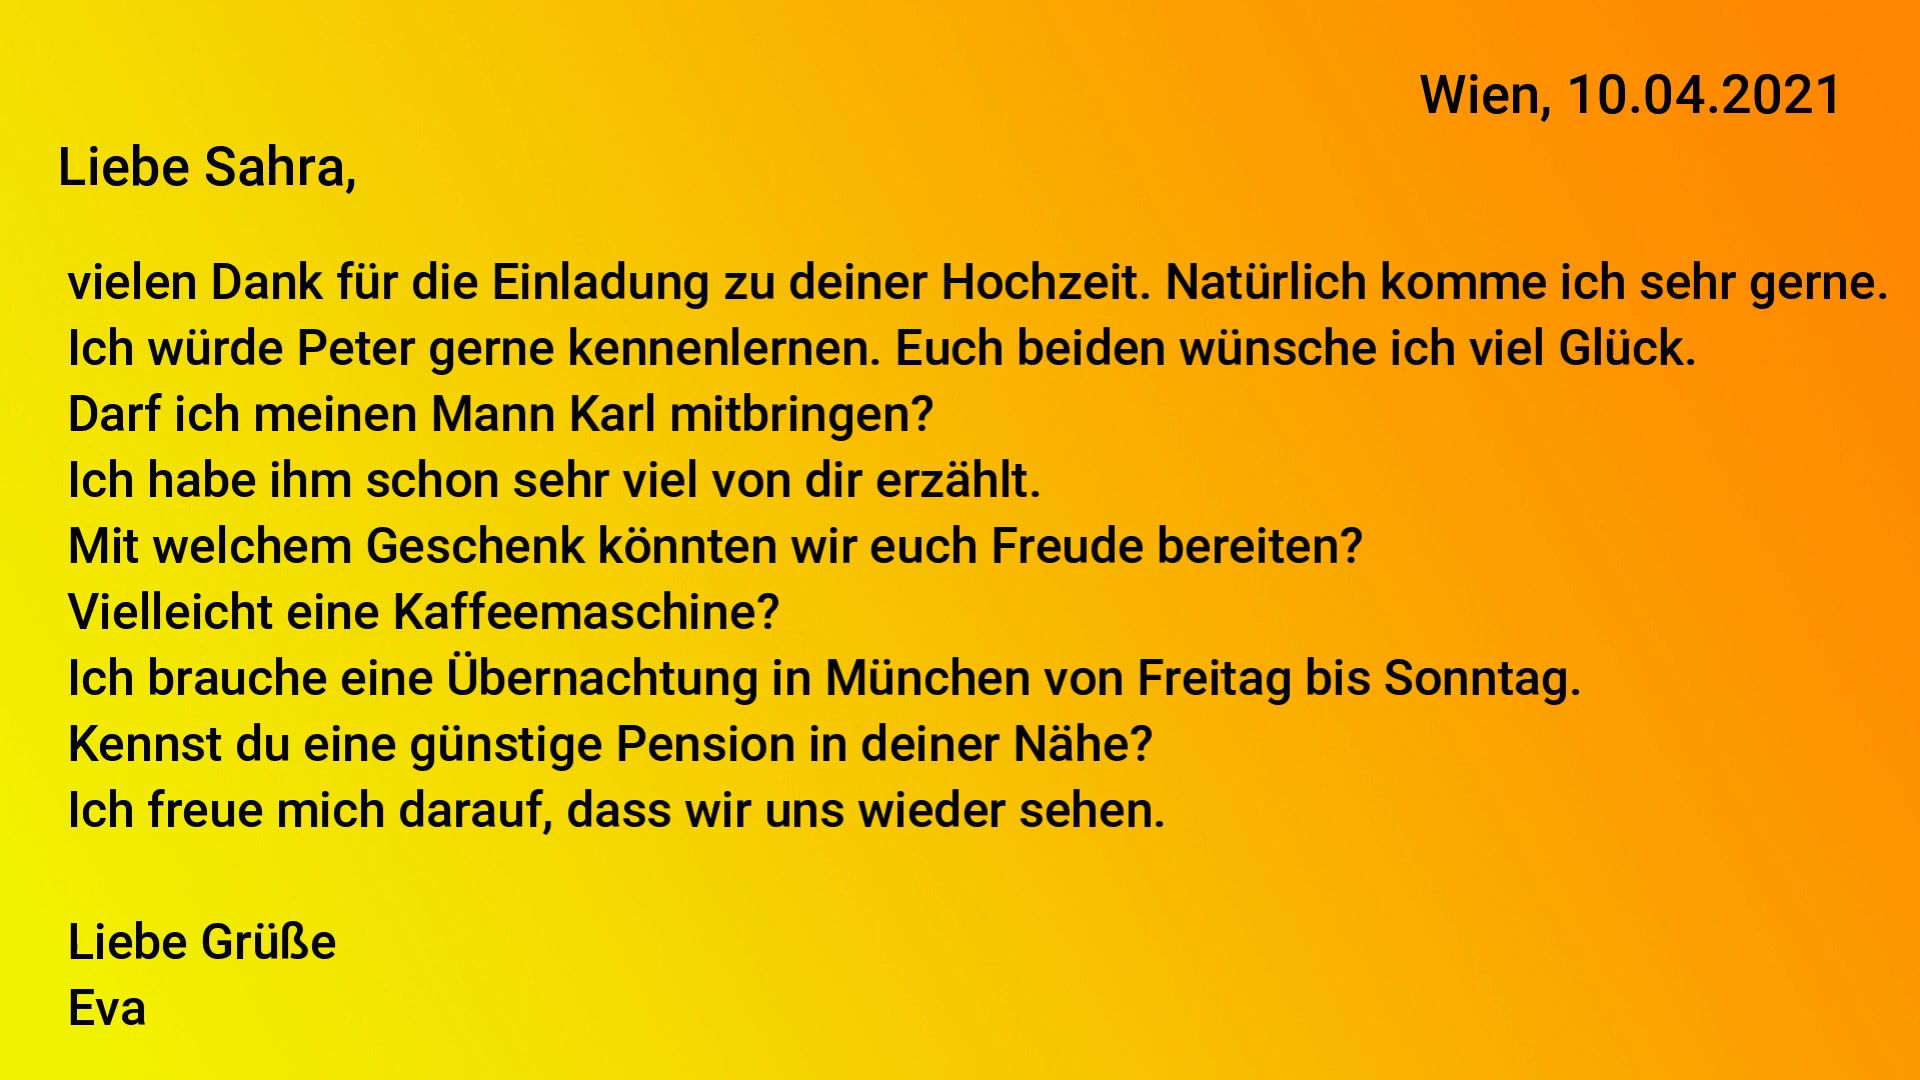 Wien, 10.04.2021
Liebe Sahra,
vielen Dank für die Einladung zu deiner Hochzeit. Natürlich komme ich sehr gerne.
Ich würde Peter gerne kennenlernen. Euch beiden wünsche ich viel Glück.
Darf ich meinen Mann Karl mitbringen?
Ich habe ihm schon sehr viel von dir erzählt.
Mit welchem Geschenk könnten wir euch Freude bereiten?
Vielleicht eine Kaffeemaschine?
Ich brauche eine Übernachtung in München von Freitag bis Sonntag.
Kennst du eine günstige Pension in deiner Nähe?
Ich freue mich darauf, dass wir uns wieder sehen.
Liebe Grüße
Eva